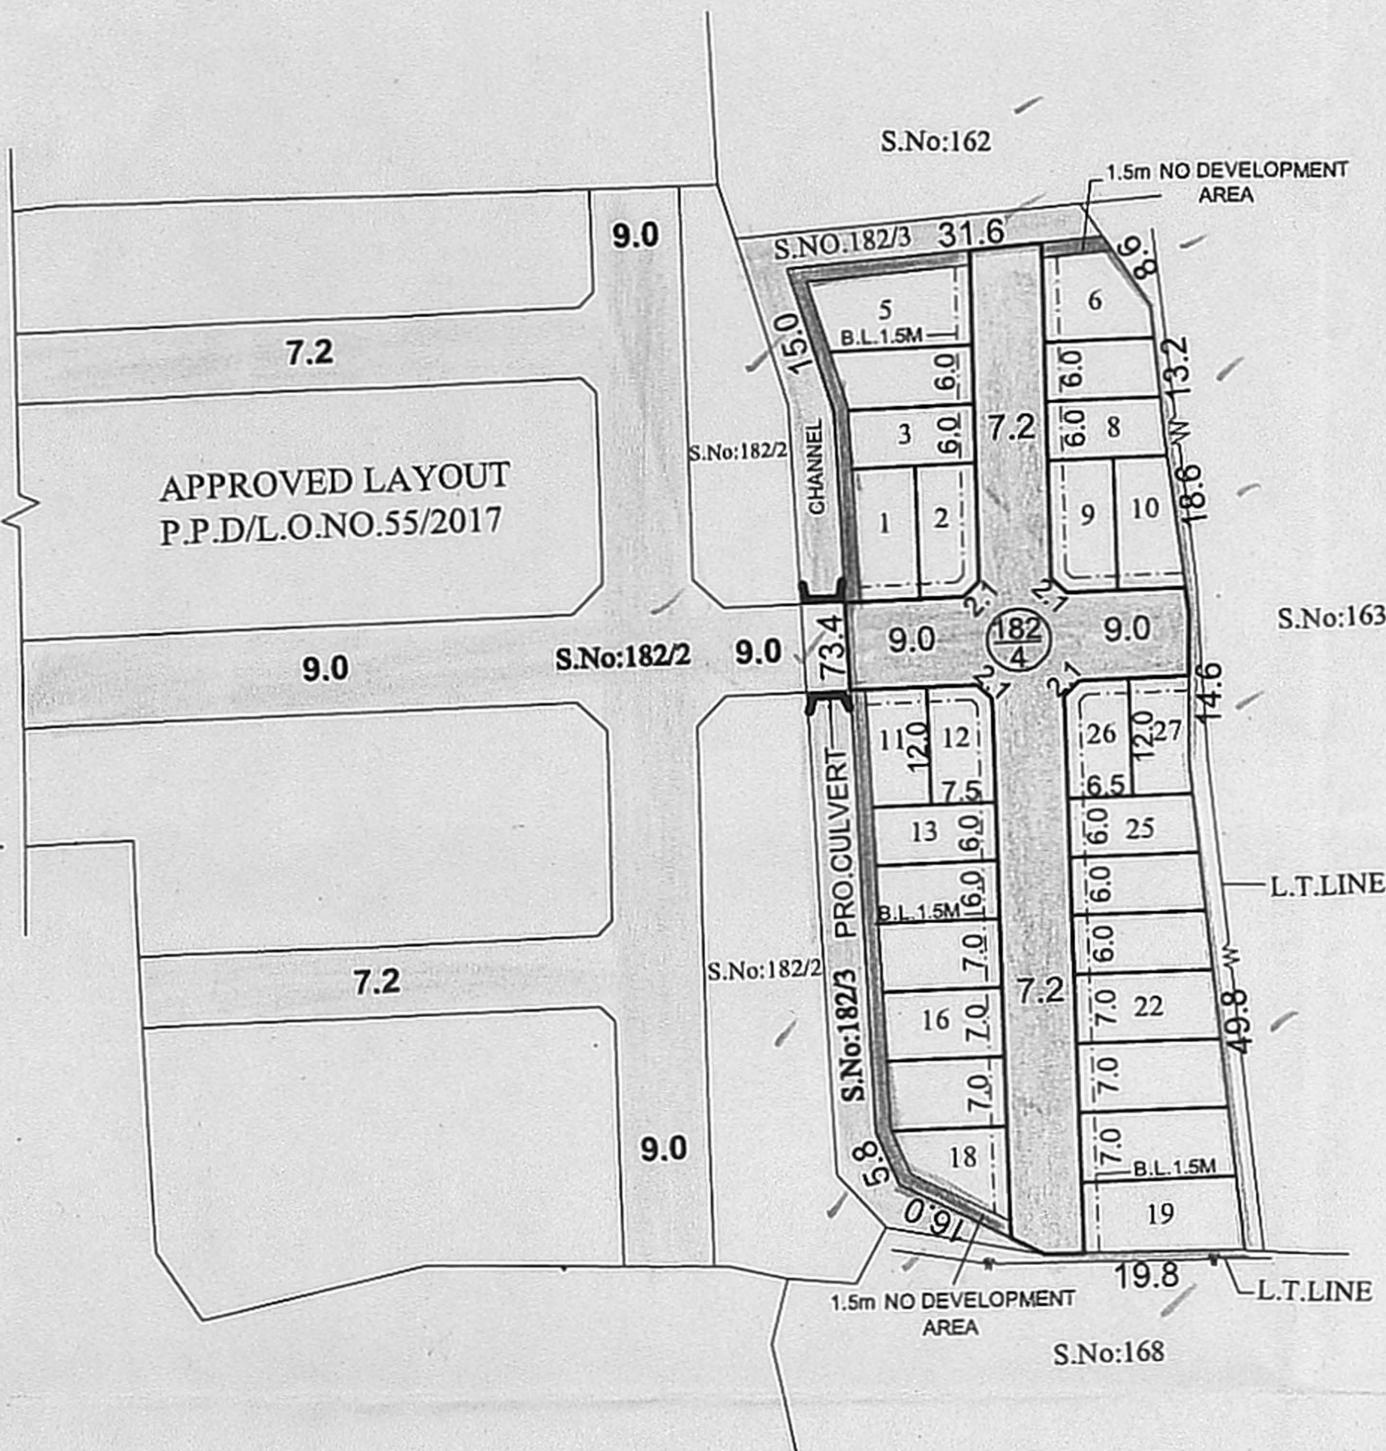 S.No:162
1.5m NO DEVELOPMENT
AREA
9.0
S.NO.182/3
31.6
8.6
7.2
5
6
B.L.1.5M
15.0
6.0
6.0
13.2
S.No:182/2
CHANNEL
3
6.0
7.2
6.0
8
W
APPROVED LAYOUT
P.P.D/L.O.NO.55/2017
1
2
9
10
18.6
2.1
2.1
9.0
S.No:182/2
9.0
73.4
9.0
182
4
9.0
S.No:163
2.1
2.1
14.6
11
12.0
12
26
12.0
27
7.5
6.5
PRO.CULVERT
13
6.0
6.0
25
6.0
6.0
L.T.LINE
B.L.1.5M
7.0
6.0
W
7.2
S.No:182/2
S.No:182/3
16
7.0
7.2
7.0
22
49.8
7.0
7.0
9.0
5.8
18
7.0
B.L.1.5M
16.0
19
19.8
1.5m NO DEVELOPMENT
AREA
L.T.LINE
S.No:168